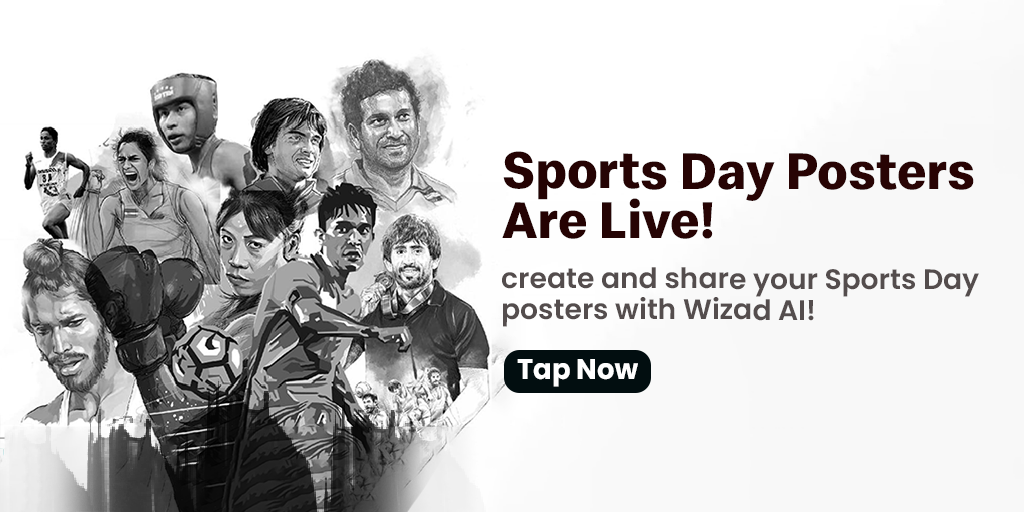 Sports Day Posters
Are Live!
create and share your Sports Day
posters with Wizad AI!
Tap Now